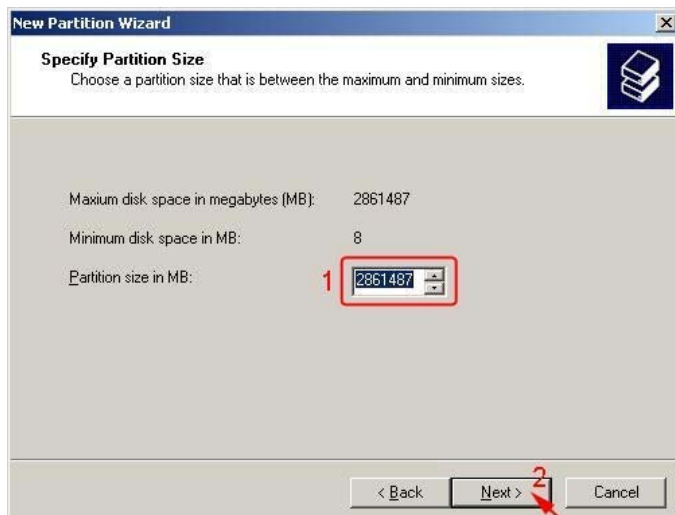 New Partition Wizard
Specify Partition Size
Choose a partition size that is between the maximum and minimum sizes.
Maxium disk space in megabytes (MB): 2861487
Minimum disk space in MB: 8
Partition size in MB: 1 2861487
< Back Next > 2 Cancel